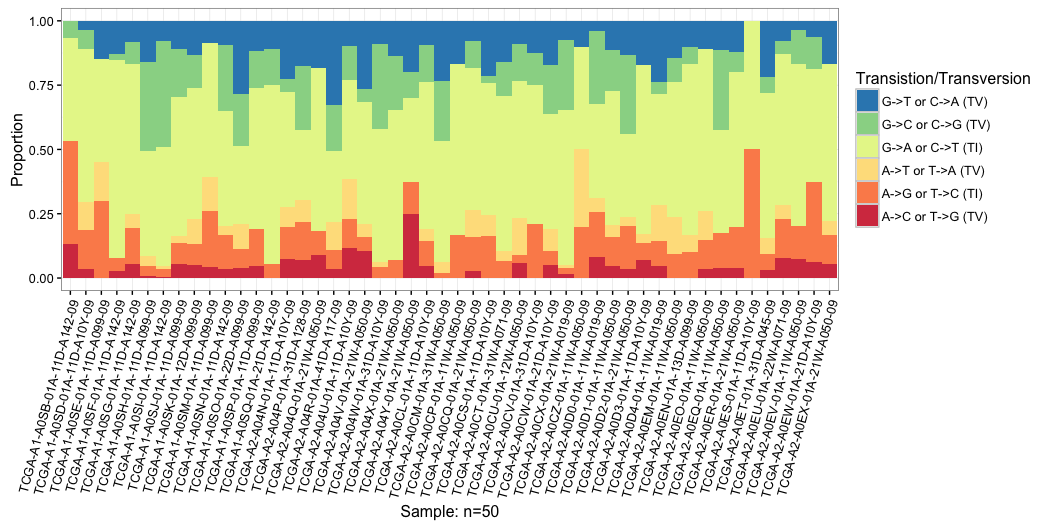 Proportion
1.00
0.75
0.50
0.25
0.00
TCGA-A1-A0SB-01A-11D-A142-09
TCGA-A1-A0SD-01A-11D-A10Y-09
TCGA-A1-A0SE-01A-11D-A099-09
TCGA-A1-A0SF-01A-11D-A142-09
TCGA-A1-A0SG-01A-11D-A142-09
TCGA-A1-A0SH-01A-11D-A099-09
TCGA-A1-A0SI-01A-11D-A142-09
TCGA-A1-A0SJ-01A-11D-A099-09
TCGA-A1-A0SK-01A-12D-A099-09
TCGA-A1-A0SM-01A-11D-A099-09
TCGA-A1-A0SN-01A-11D-A142-09
TCGA-A1-A0SO-01A-22D-A099-09
TCGA-A1-A0SP-01A-11D-A099-09
TCGA-A1-A0SQ-01A-21D-A142-09
TCGA-A2-A04N-01A-11D-A10Y-09
TCGA-A2-A04P-01A-31D-A128-09
TCGA-A2-A04Q-01A-21W-A050-09
TCGA-A2-A04R-01A-41D-A117-09
TCGA-A2-A04U-01A-11D-A10Y-09
TCGA-A2-A04V-01A-21W-A050-09
TCGA-A2-A04W-01A-31D-A10Y-09
TCGA-A2-A04X-01A-21W-A050-09
TCGA-A2-A04Y-01A-21W-A050-09
TCGA-A2-A0CL-01A-11D-A10Y-09
TCGA-A2-A0CM-01A-31W-A050-09
TCGA-A2-A0CP-01A-11W-A050-09
TCGA-A2-A0CQ-01A-21W-A050-09
TCGA-A2-A0CS-01A-11D-A10Y-09
TCGA-A2-A0CT-01A-31W-A071-09
TCGA-A2-A0CU-01A-12W-A050-09
TCGA-A2-A0CV-01A-31D-A10Y-09
TCGA-A2-A0CW-01A-21D-A10Y-09
TCGA-A2-A0CX-01A-21W-A019-09
TCGA-A2-A0CZ-01A-11W-A050-09
TCGA-A2-A0D0-01A-11W-A019-09
TCGA-A2-A0D1-01A-11W-A050-09
TCGA-A2-A0D2-01A-21W-A050-09
TCGA-A2-A0D3-01A-11D-A10Y-09
TCGA-A2-A0D4-01A-11W-A019-09
TCGA-A2-A0EM-01A-11W-A050-09
TCGA-A2-A0EN-01A-13D-A099-09
TCGA-A2-A0EO-01A-11W-A050-09
TCGA-A2-A0EQ-01A-11W-A050-09
TCGA-A2-A0ER-01A-21W-A050-09
TCGA-A2-A0ES-01A-11D-A10Y-09
TCGA-A2-A0ET-01A-31D-A045-09
TCGA-A2-A0EU-01A-22W-A071-09
TCGA-A2-A0EV-01A-11W-A050-09
TCGA-A2-A0EW-01A-21D-A10Y-09
TCGA-A2-A0EX-01A-21W-A050-09
Sample: n=50
Transistion/Transversion
G->T or C->A (TV)
G->C or C->G (TV)
G->A or C->T (TI)
A->T or T->A (TV)
A->G or T->C (TI)
A->C or T->G (TV)